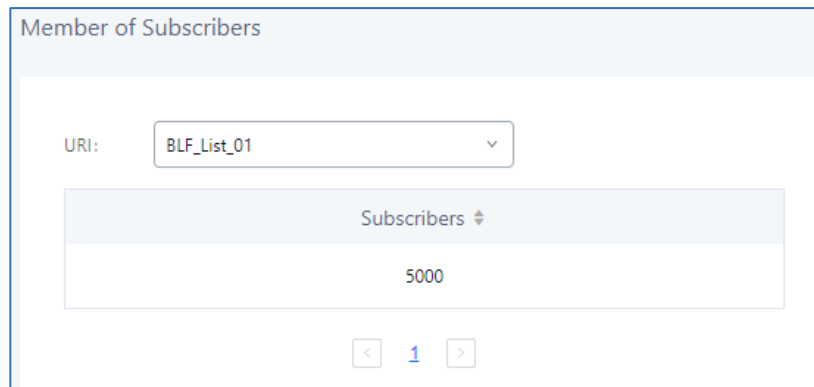 Member of Subscribers
URI: BLF_List_01
Subscribers
5000
< 1 >